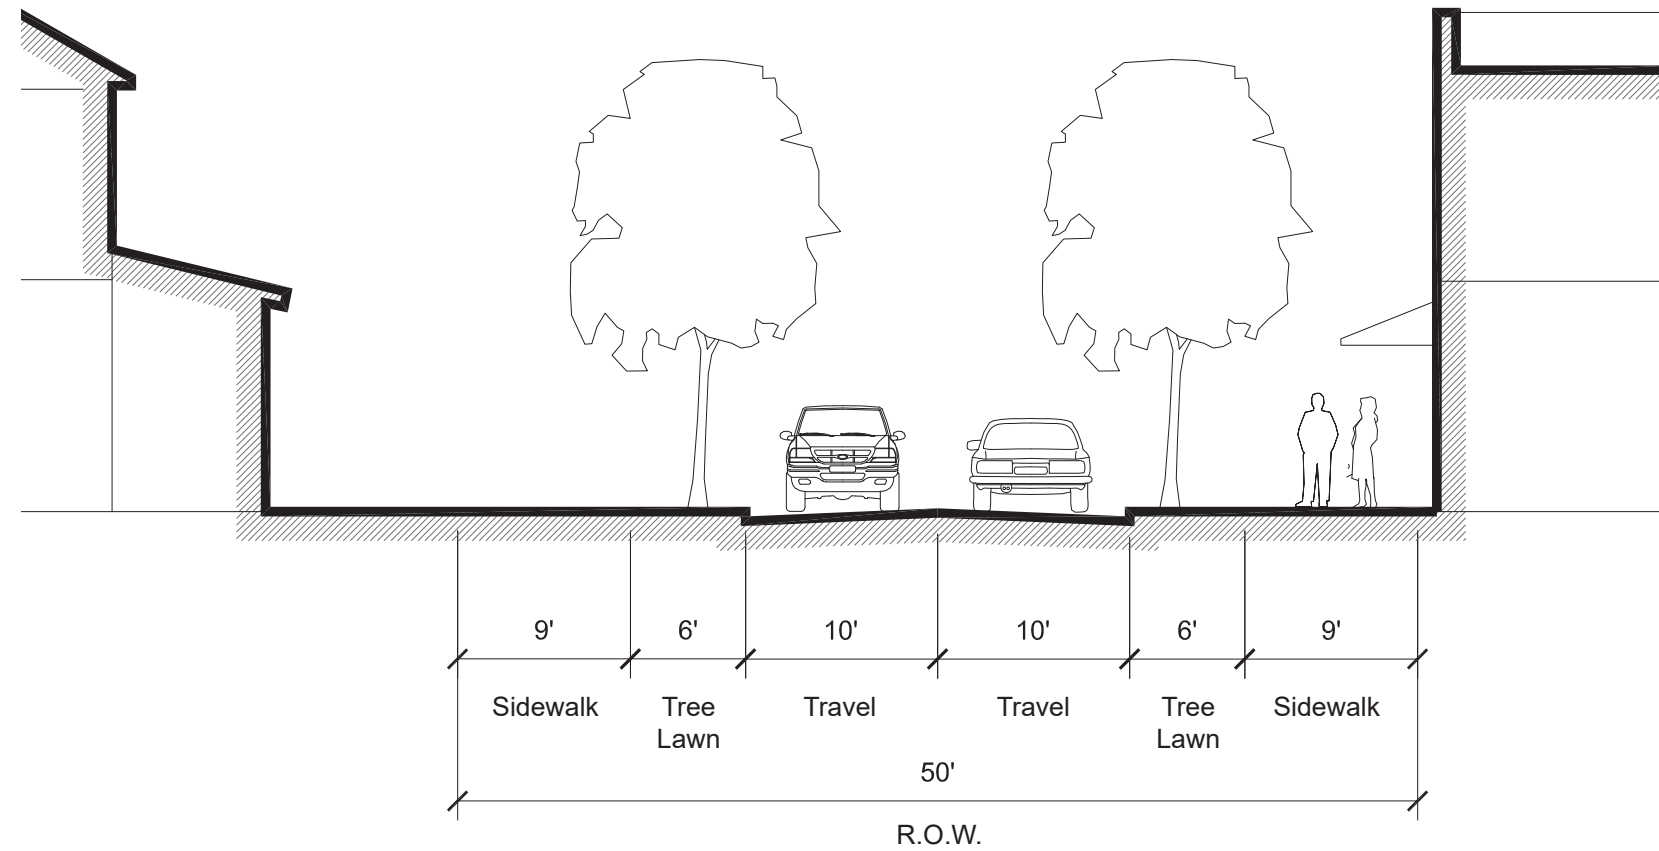 9' 6' 10' 10' 6' 9'
Sidewalk Tree Travel Travel Tree Sidewalk
Lawn Lawn
50'
R.O.W.